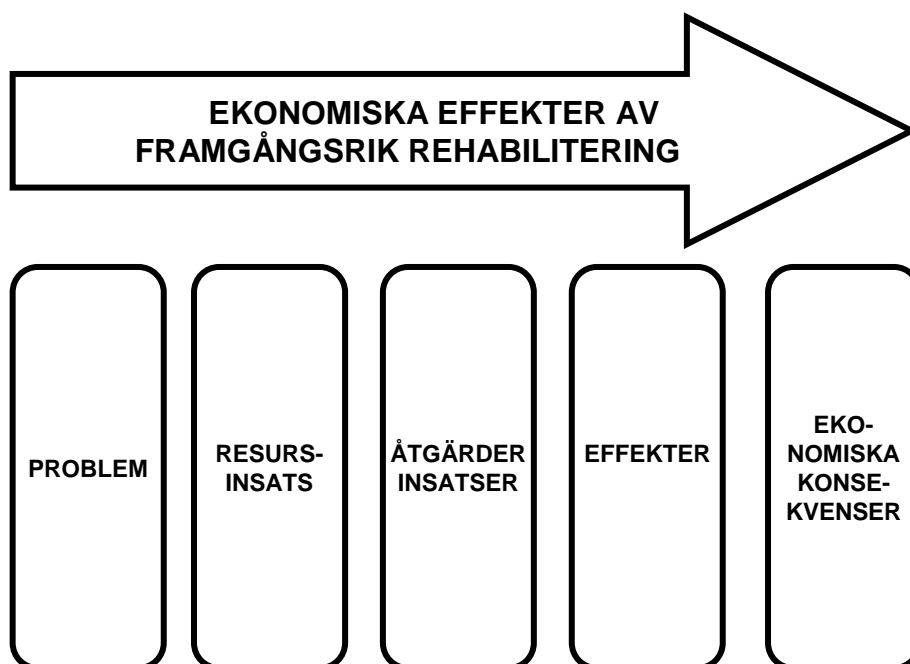 EKONOMISKA EFFEKTER AV
FRAMGÅNGSRIK REHABILITERING
PROBLEM
RESURS-
INSATS
ÅTGÄRDER
INSATSER
EFFEKTER
EKO-
NOMISKA
KONSE-
KVENSER